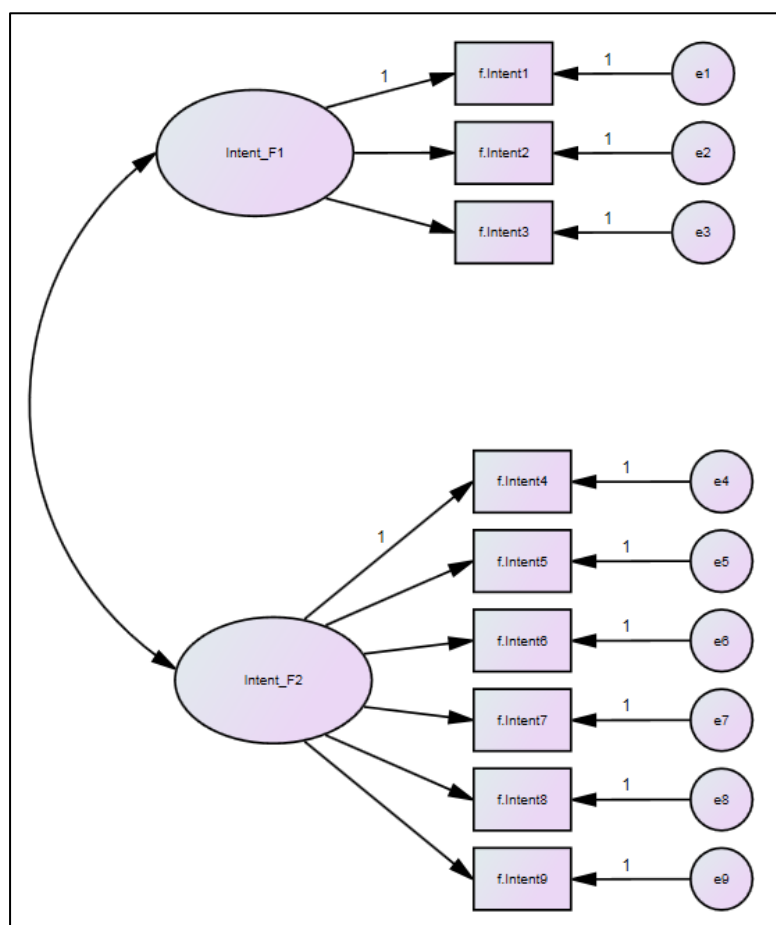 1
f.Intent1
1
e1
Intent_F1
f.Intent2
1
e2
f.Intent3
1
e3
f.Intent4
1
e4
1
f.Intent5
1
e5
f.Intent6
1
e6
Intent_F2
f.Intent7
1
e7
f.Intent8
1
e8
f.Intent9
1
e9